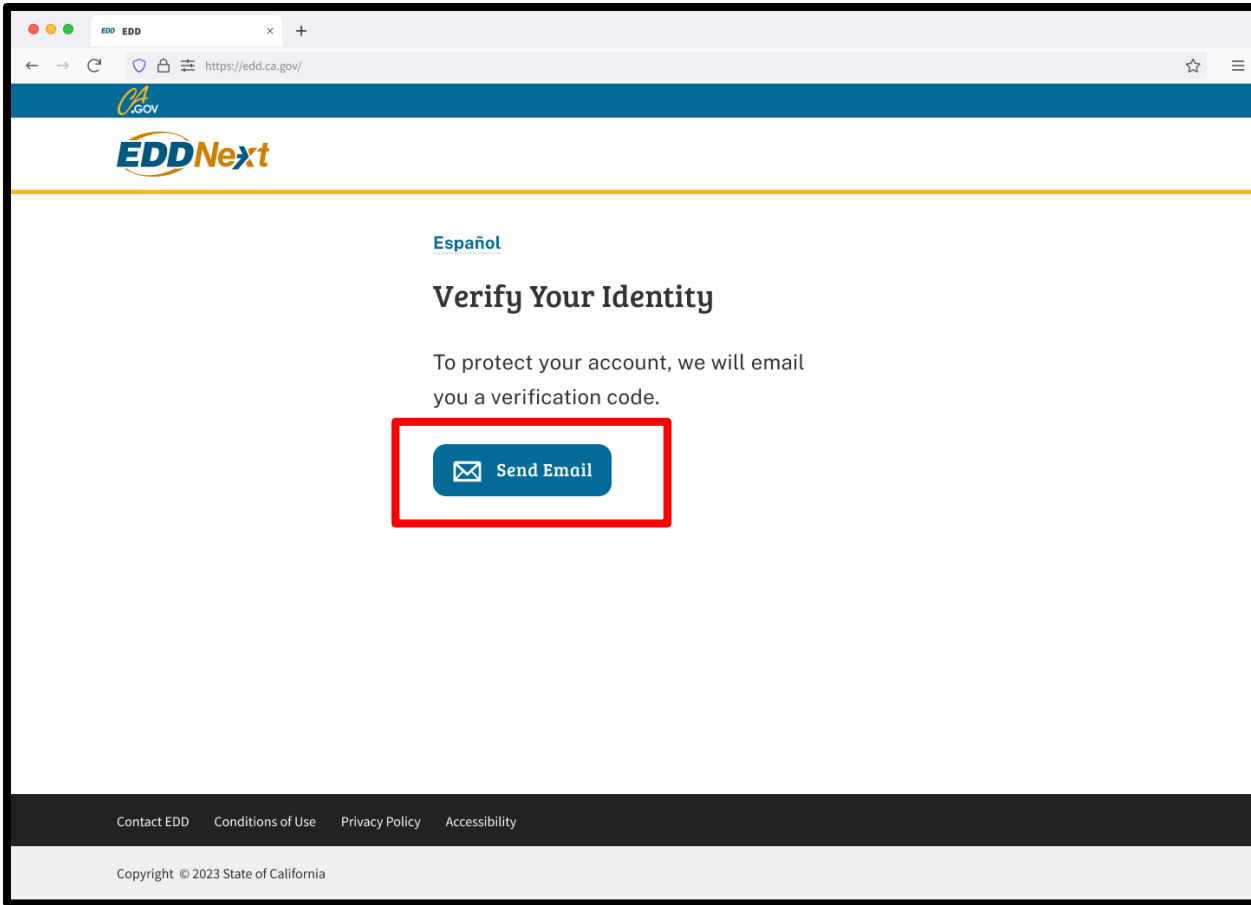 EDD EDD
https://edd.ca.gov/
CA.GOV
EDDNext
Español
Verify Your Identity
To protect your account, we will email
you a verification code.
Send Email
Contact EDD Conditions of Use Privacy Policy Accessibility
Copyright © 2023 State of California